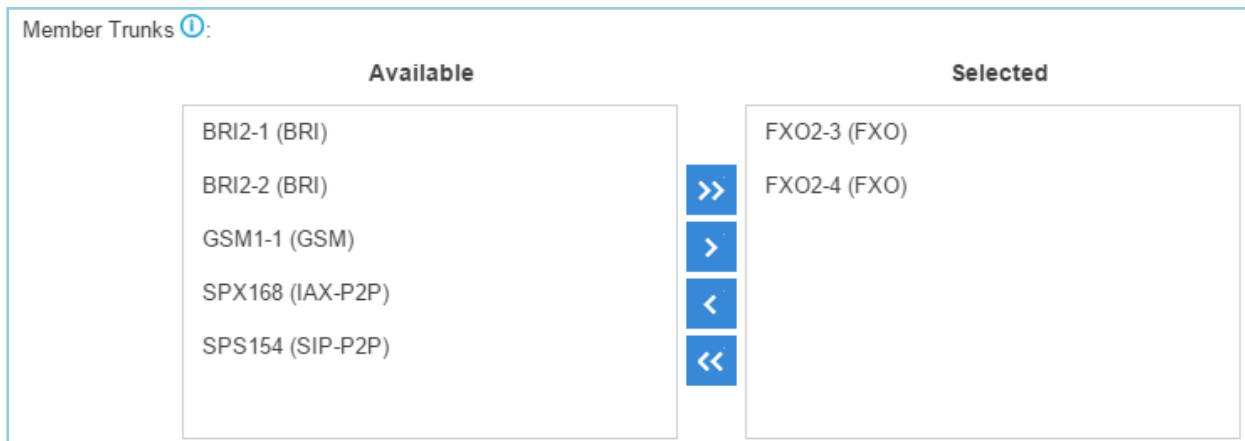 Member Trunks ⓘ:
Available
Selected
BRI2-1 (BRI)
BRI2-2 (BRI)
GSM1-1 (GSM)
SPX168 (IAX-P2P)
SPS154 (SIP-P2P)
>>
>
<
<<
FXO2-3 (FXO)
FXO2-4 (FXO)